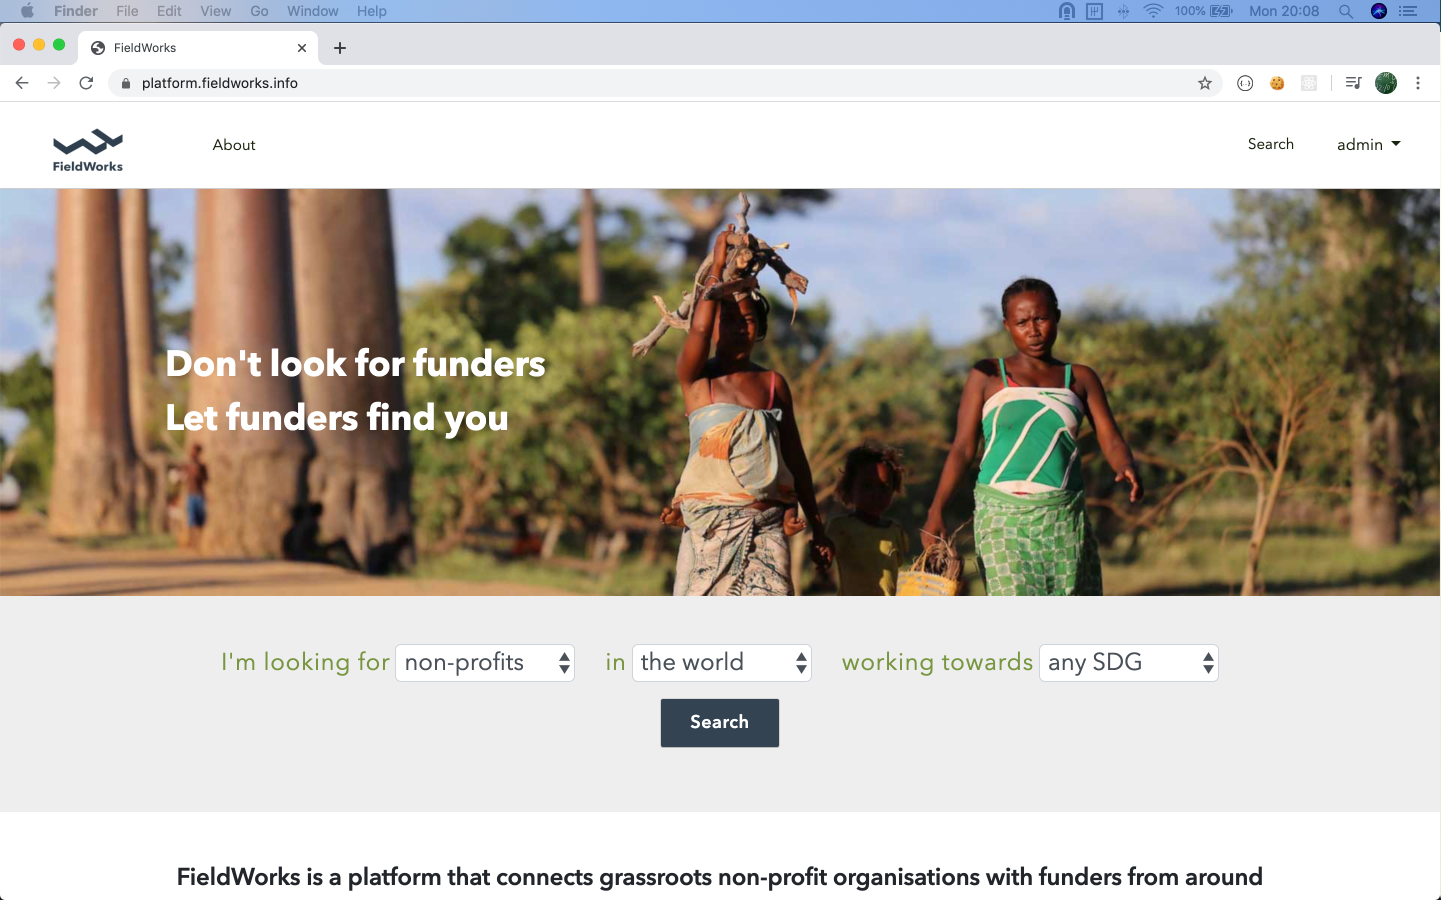 Finder File Edit View Go Window Help 100% Mon 20:08
FieldWorks
platform.fieldworks.info
FieldWorks
About
Search
admin
Don't look for funders
Let funders find you
I'm looking for non-profits in the world working towards any SDG
Search
FieldWorks is a platform that connects grassroots non-profit organisations with funders from around